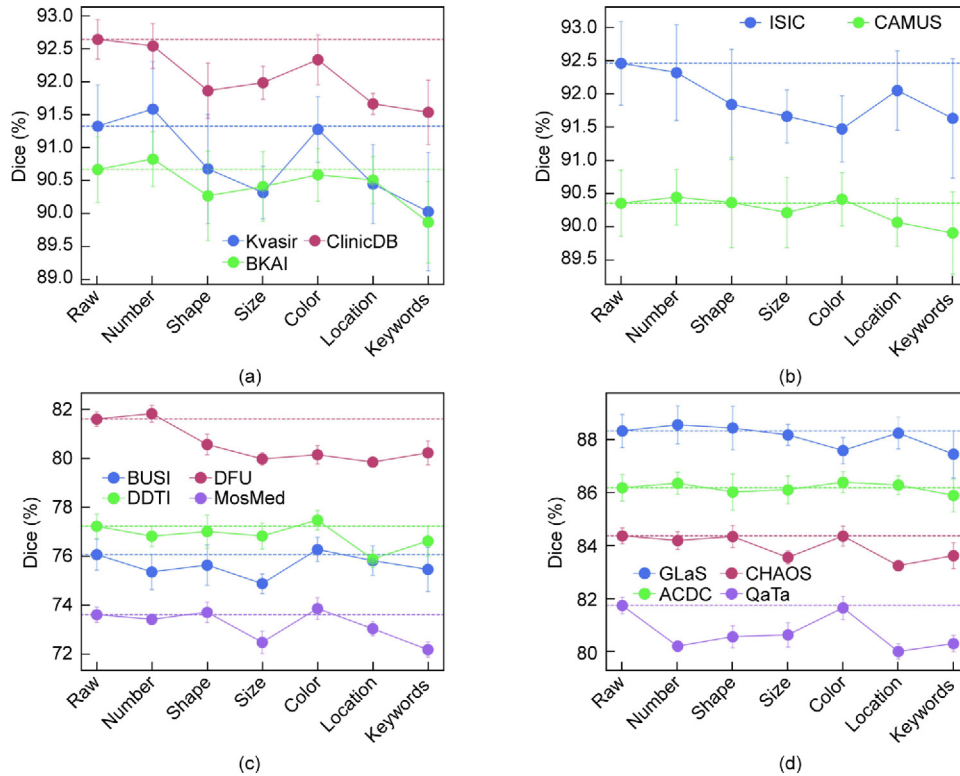 93.0
92.5
92.0
91.5
91.0
90.5
90.0
89.5
89.0
Dice (%)
Kvasir ClinicDB
BKAI
Raw Number Shape Size Color Location Keywords
(a)
93.0
92.5
92.0
91.5
91.0
90.5
90.0
89.5
Dice (%)
ISIC CAMUS
Raw Number Shape Size Color Location Keywords
(b)
82
80
78
76
74
72
Dice (%)
BUSI DFU
DDTI MosMed
Raw Number Shape Size Color Location Keywords
(c)
88
86
84
82
80
Dice (%)
GLaS CHAOS
ACDC QaTa
Raw Number Shape Size Color Location Keywords
(d)